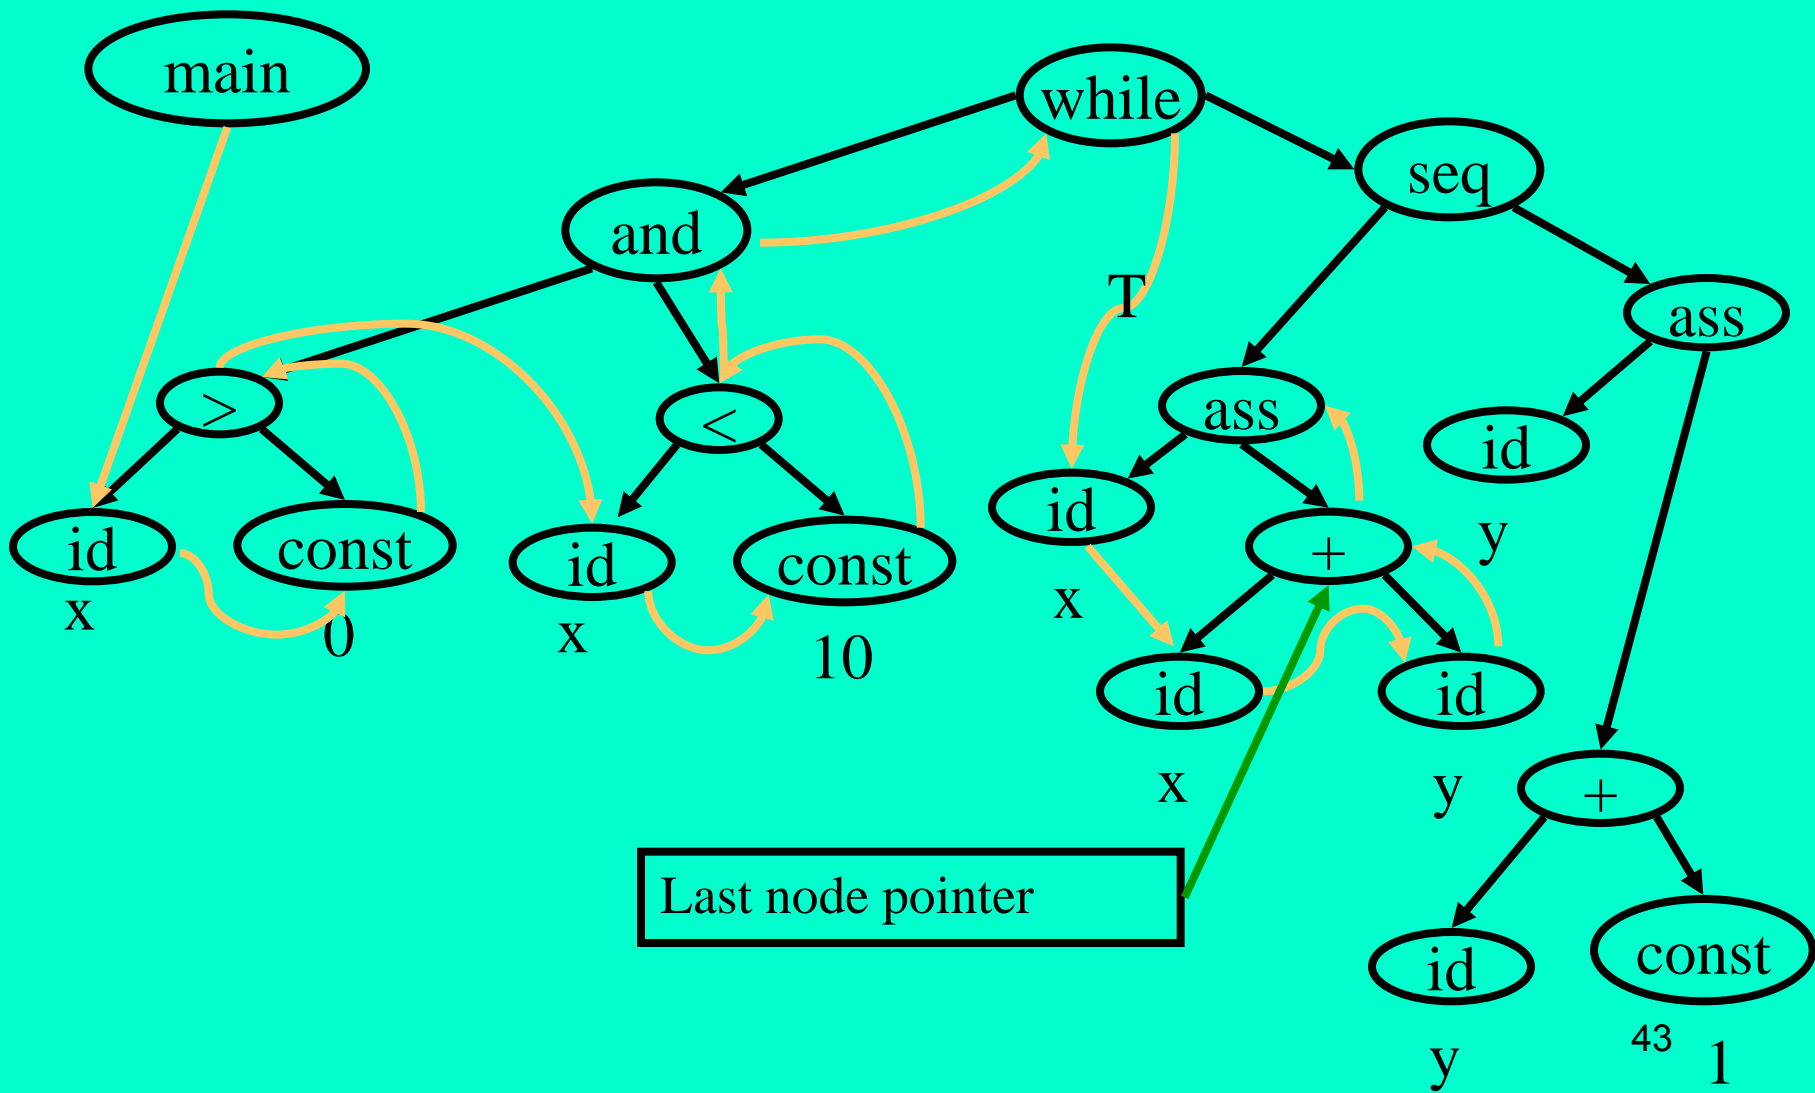 main
while
seq
and
T
ass
>
<
ass
id
const
id
const
id
+
id
y
x
0
x
10
x
id
id
x
y
+
Last node pointer
id
const
y
43
1